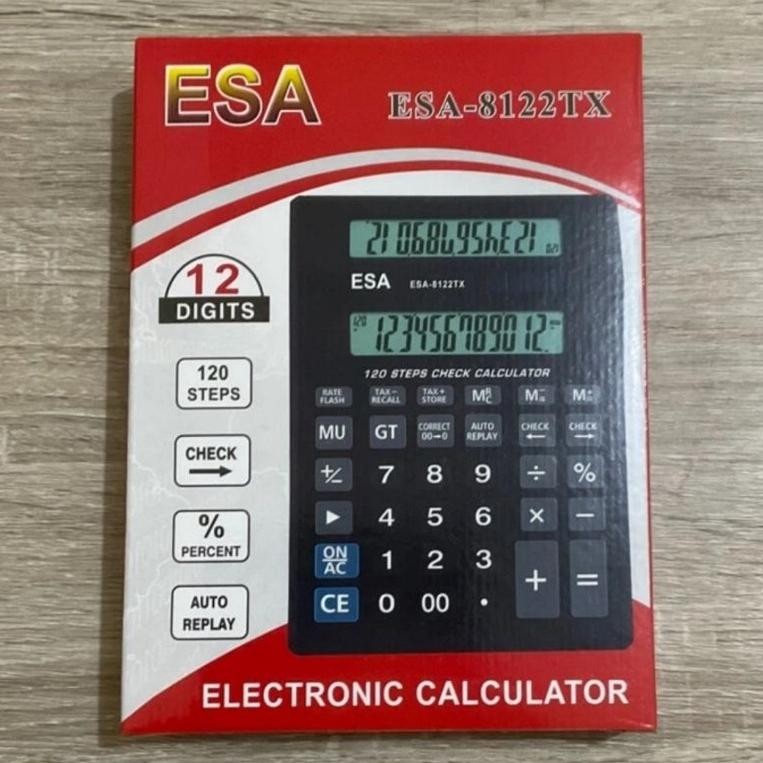 ESA
ESA-8122TX
12
DIGITS
120
STEPS
CHECK
%
PERCENT
AUTO
REPLAY
ESA ESA-8122TX
123456789012
120 STEPS CHECK CALCULATOR
RATE FLASH TAX− RECALL TAX+ STORE
MU GT CORRECT 00→0 AUTO REPLAY CHECK ← CHECK →
+/− 7 8 9 ÷ %
▶ 4 5 6 × −
ON/AC 1 2 3 + =
CE 0 00 •
ELECTRONIC CALCULATOR